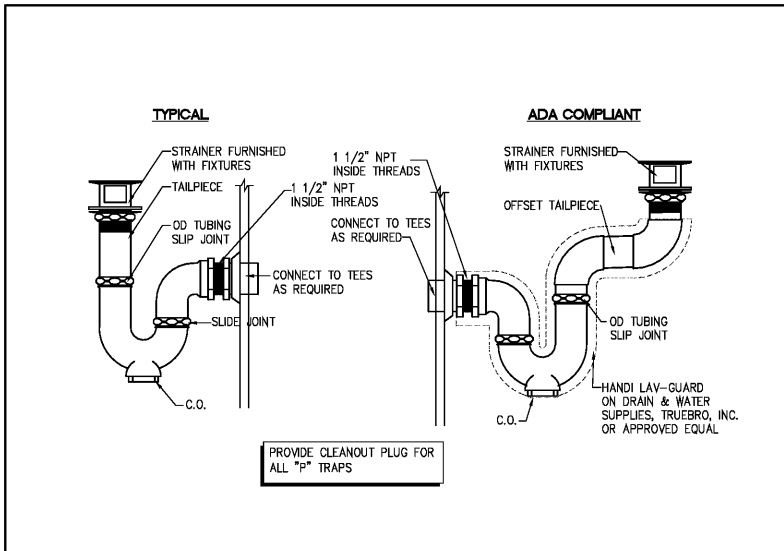 TYPICAL
STRAINER FURNISHED
WITH FIXTURES
TAILPIECE
OD TUBING
SLIP JOINT
1 1/2" NPT
INSIDE THREADS
CONNECT TO TEES
AS REQUIRED
SLIDE JOINT
C.O.
ADA COMPLIANT
1 1/2" NPT
INSIDE THREADS
CONNECT TO TEES
AS REQUIRED
STRAINER FURNISHED
WITH FIXTURES
OFFSET TAILPIECE
OD TUBING
SLIP JOINT
HANDI LAV-GUARD
ON DRAIN & WATER
SUPPLIES, TRUEBRO, INC.
OR APPROVED EQUAL
C.O.
PROVIDE CLEANOUT PLUG FOR
ALL "P" TRAPS